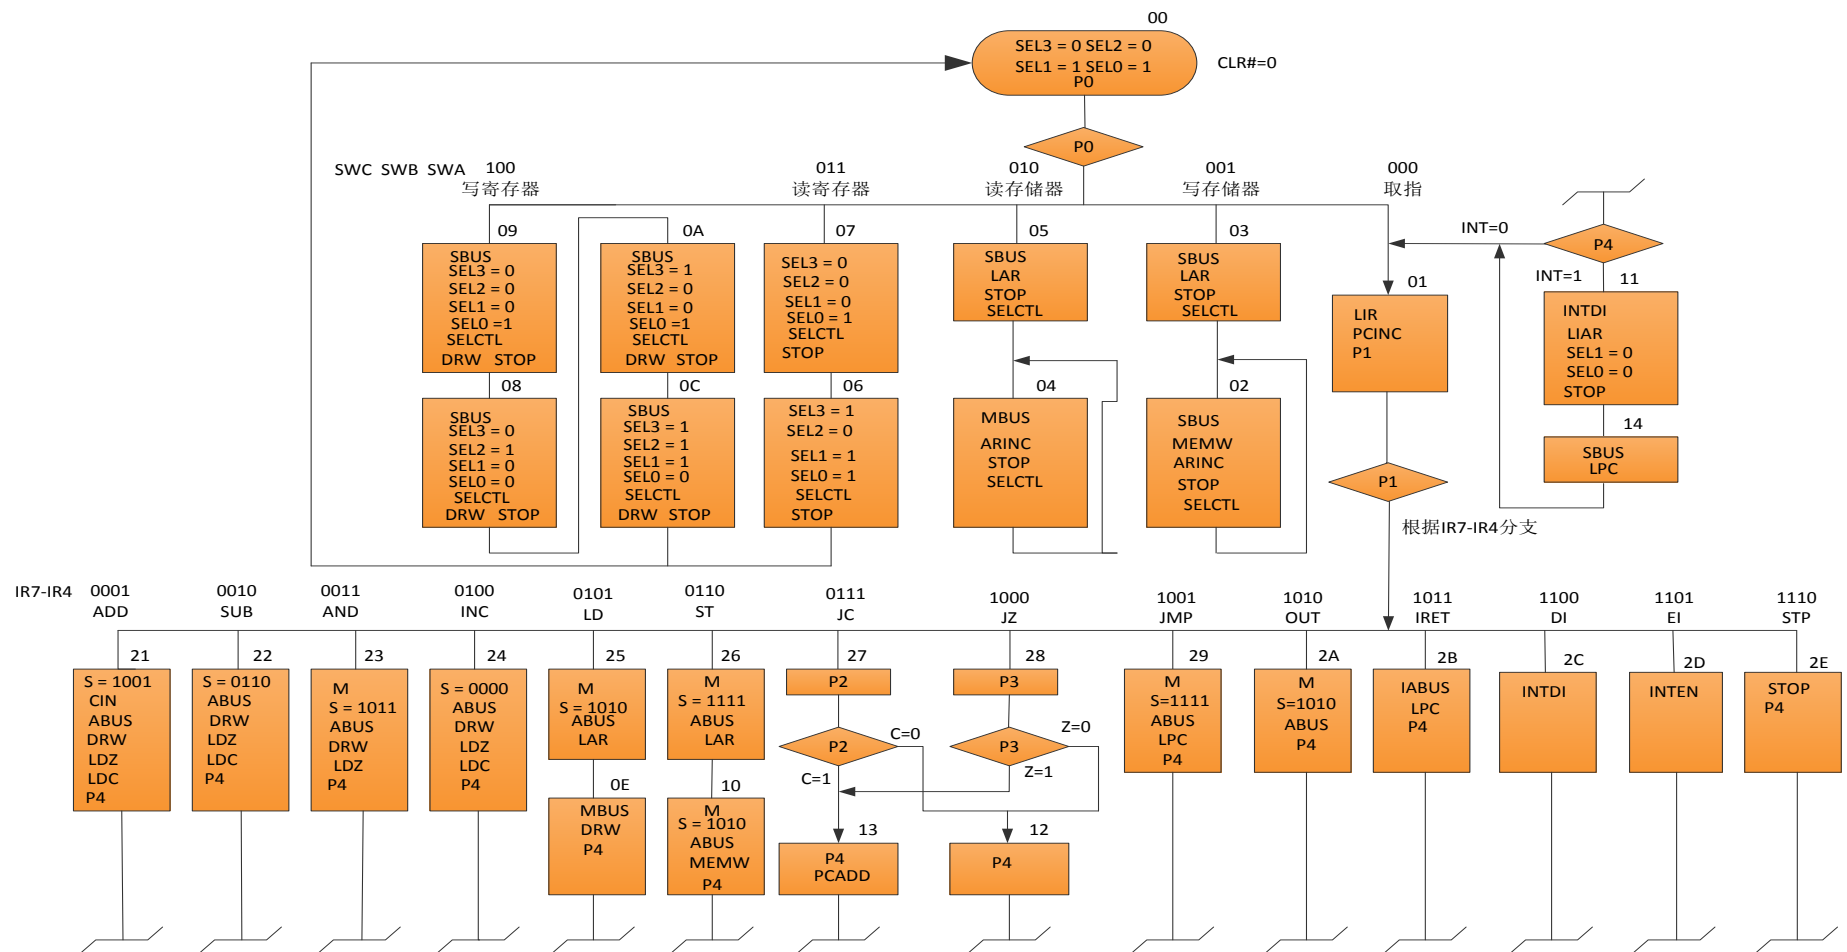 00
SEL3 = 0 SEL2 = 0
SEL1 = 1 SEL0 = 1
P0
CLR#=0
P0
SWC SWB SWA
100
写寄存器
011
读寄存器
010
读存储器
001
写存储器
000
取指
09
SBUS
SEL3 = 0
SEL2 = 0
SEL1 = 0
SEL0 =1
SELCTL
DRW STOP
08
SBUS
SEL3 = 0
SEL2 = 1
SEL1 = 0
SEL0 = 0
SELCTL
DRW STOP
0A
SBUS
SEL3 = 1
SEL2 = 0
SEL1 = 0
SEL0 =1
SELCTL
DRW STOP
0C
SBUS
SEL3 = 1
SEL2 = 1
SEL1 = 1
SEL0 = 0
SELCTL
DRW STOP
07
SEL3 = 0
SEL2 = 0
SEL1 = 0
SEL0 = 1
SELCTL
STOP
06
SEL3 = 1
SEL2 = 0
SEL1 = 1
SEL0 = 1
SELCTL
STOP
05
SBUS
LAR
STOP
SELCTL
04
MBUS
ARINC
STOP
SELCTL
03
SBUS
LAR
STOP
SELCTL
02
SBUS
MEMW
ARINC
STOP
SELCTL
01
LIR
PCINC
P1
P1
根据IR7-IR4分支
INT=0
P4
INT=1
11
INTDI
LIAR
SEL1 = 0
SEL0 = 0
STOP
14
SBUS
LPC
IR7-IR4
0001
ADD
0010
SUB
0011
AND
0100
INC
0101
LD
0110
ST
0111
JC
1000
JZ
1001
JMP
1010
OUT
1011
IRET
1100
DI
1101
EI
1110
STP
21
S = 1001
CIN
ABUS
DRW
LDZ
LDC
P4
22
S = 0110
ABUS
DRW
LDZ
LDC
P4
23
M
S = 1011
ABUS
DRW
LDZ
P4
24
S = 0000
ABUS
DRW
LDZ
LDC
P4
25
M
S = 1010
ABUS
LAR
0E
MBUS
DRW
P4
26
M
S = 1111
ABUS
LAR
10
M
S = 1010
ABUS
MEMW
P4
27
P2
P2
C=0
C=1
13
P4
PCADD
28
P3
P3
Z=0
Z=1
12
P4
29
M
S=1111
ABUS
LPC
P4
2A
M
S=1010
ABUS
P4
2B
IABUS
LPC
P4
2C
INTDI
2D
INTEN
2E
STOP
P4